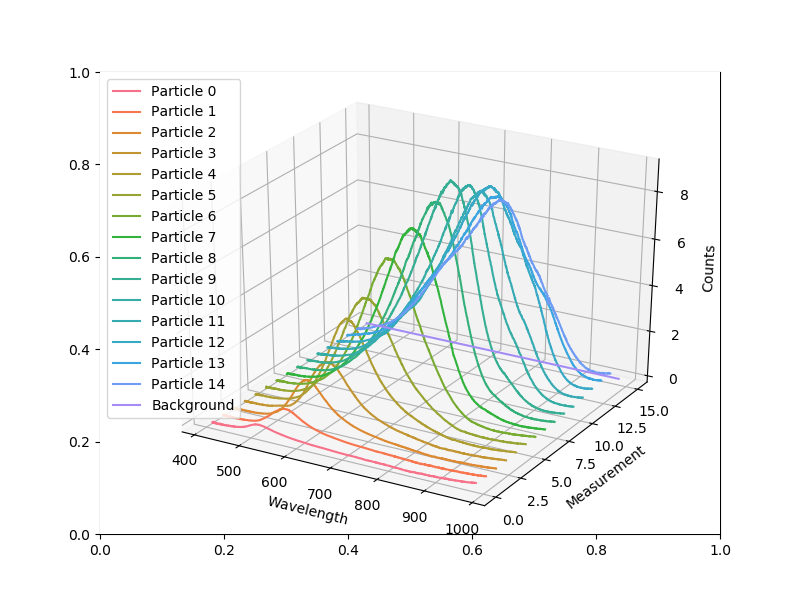 1.0
0.8
0.6
0.4
0.2
0.0
0.0
0.2
0.4
0.6
0.8
1.0
Particle 0
Particle 1
Particle 2
Particle 3
Particle 4
Particle 5
Particle 6
Particle 7
Particle 8
Particle 9
Particle 10
Particle 11
Particle 12
Particle 13
Particle 14
Background
400
500
600
700
800
900
1000
Wavelength
0.0
2.5
5.0
7.5
10.0
12.5
15.0
Measurement
0
2
4
6
8
Counts